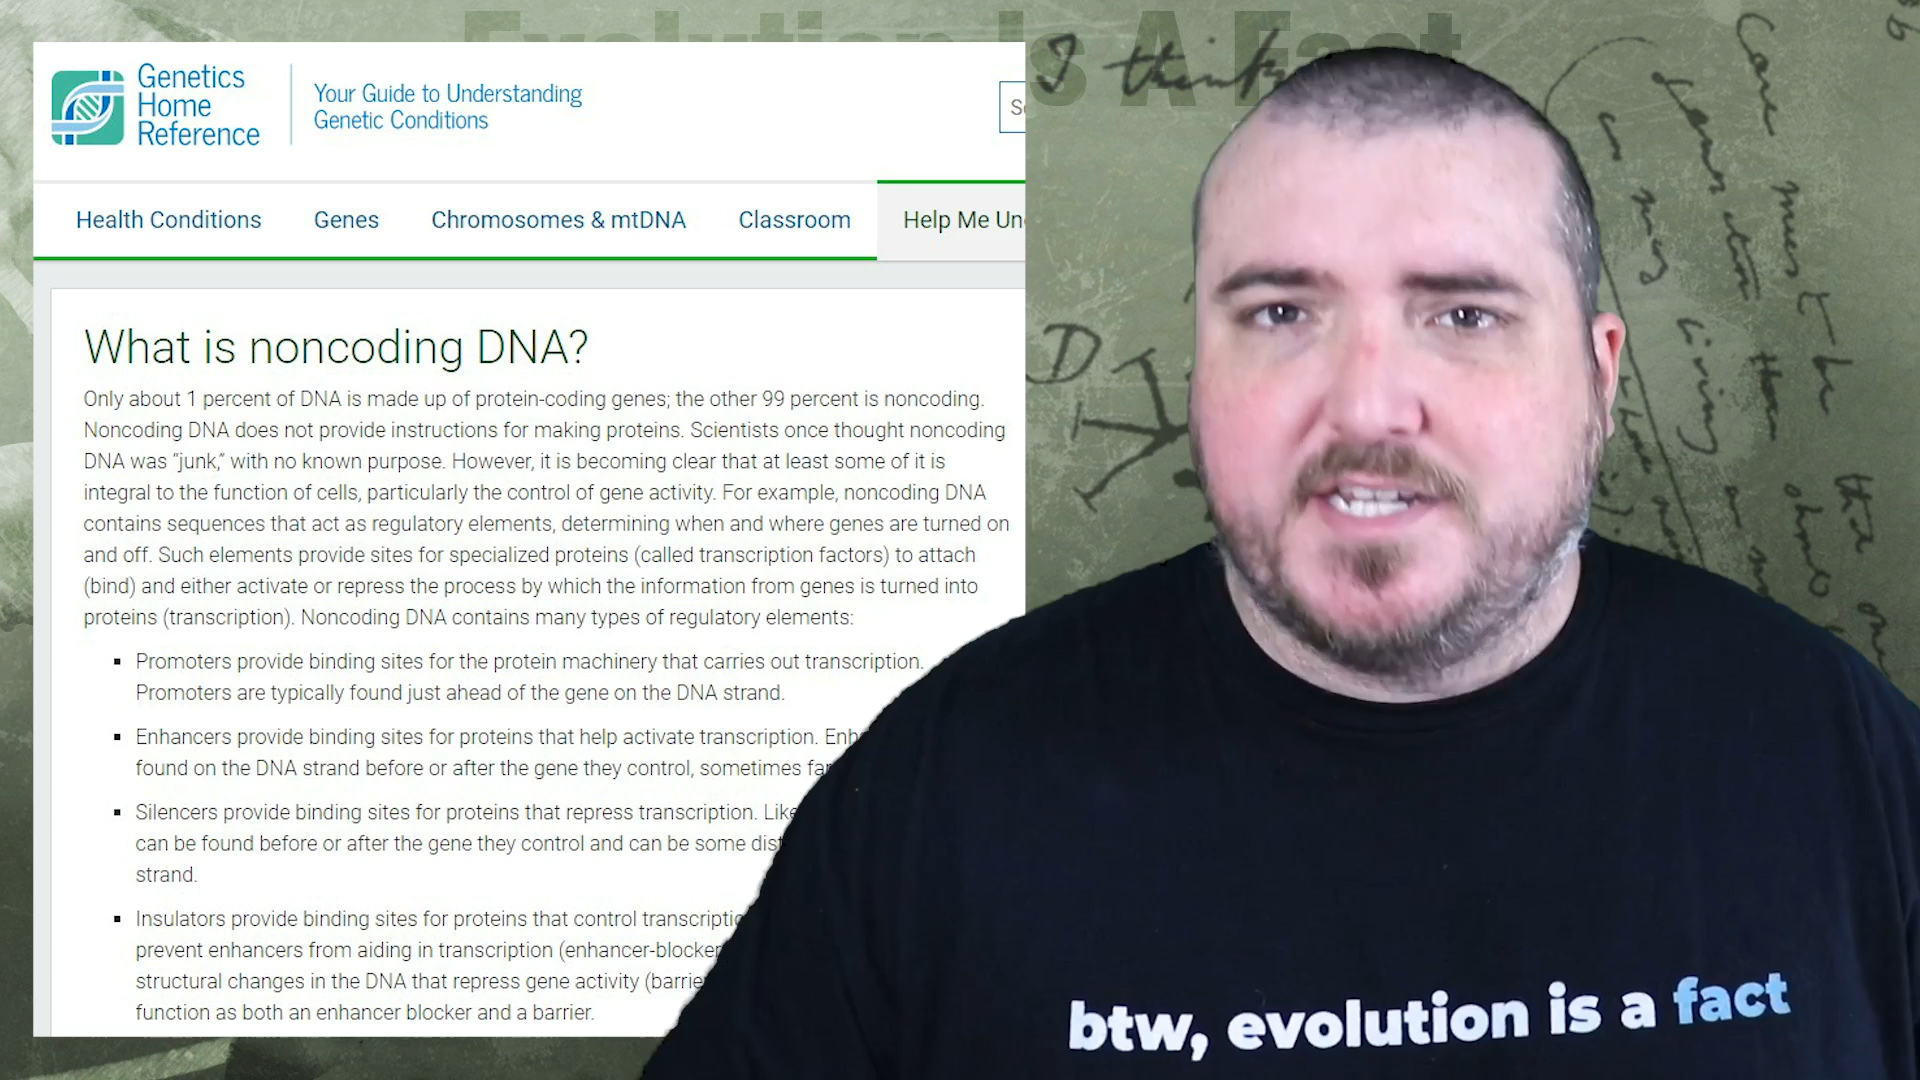 Evolution Is A Fact
Genetics
Home
Reference
Your Guide to Understanding
Genetic Conditions
Health Conditions
Genes
Chromosomes & mtDNA
Classroom
Help Me
I think
What is noncoding DNA?
Only about 1 percent of DNA is made up of protein-coding genes; the other 99 percent is noncoding.
Noncoding DNA does not provide instructions for making proteins. Scientists once thought noncoding
DNA was “junk,” with no known purpose. However, it is becoming clear that at least some of it is
integral to the function of cells, particularly the control of gene activity. For example, noncoding DNA
contains sequences that act as regulatory elements, determining when and where genes are turned on
and off. Such elements provide sites for specialized proteins (called transcription factors) to attach
(bind) and either activate or repress the process by which the information from genes is turned into
proteins (transcription). Noncoding DNA contains many types of regulatory elements:
▪ Promoters provide binding sites for the protein machinery that carries out transcription.
Promoters are typically found just ahead of the gene on the DNA strand.
▪ Enhancers provide binding sites for proteins that help activate transcription.
found on the DNA strand before or after the gene they control, sometimes
▪ Silencers provide binding sites for proteins that repress transcription.
can be found before or after the gene they control and can be some
strand.
▪ Insulators provide binding sites for proteins that control
prevent enhancers from aiding in transcription
structural changes in the DNA that repress gene activity
function as both an enhancer blocker and a barrier.
btw, evolution is a fact